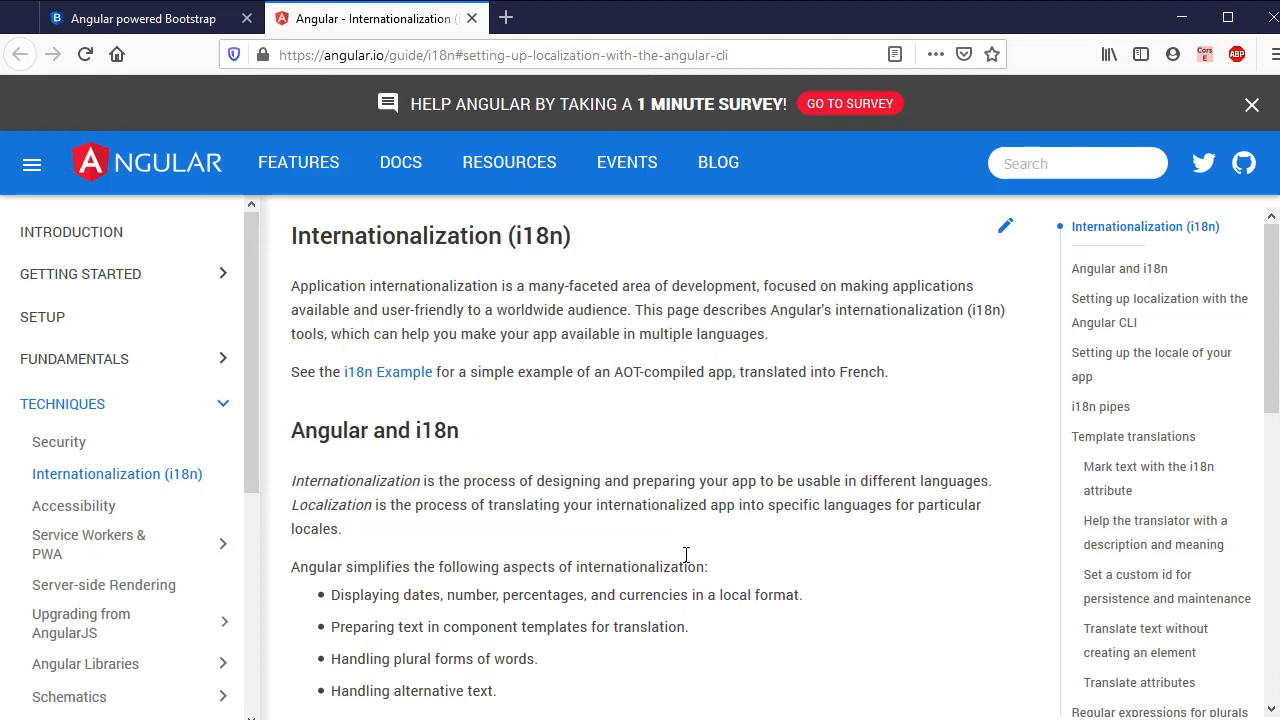 Angular powered Bootstrap
Angular - Internationalization (
https://angular.io/guide/i18n#setting-up-localization-with-the-angular-cli
Cors
E
ABP
HELP ANGULAR BY TAKING A 1 MINUTE SURVEY!
GO TO SURVEY
ANGULAR
FEATURES
DOCS
RESOURCES
EVENTS
BLOG
Search
INTRODUCTION
GETTING STARTED
SETUP
FUNDAMENTALS
TECHNIQUES
Security
Internationalization (i18n)
Accessibility
Service Workers &
PWA
Server-side Rendering
Upgrading from
AngularJS
Angular Libraries
Schematics
Internationalization (i18n)
Application internationalization is a many-faceted area of development, focused on making applications
available and user-friendly to a worldwide audience. This page describes Angular's internationalization (i18n)
tools, which can help you make your app available in multiple languages.
See the i18n Example for a simple example of an AOT-compiled app, translated into French.
Angular and i18n
Internationalization is the process of designing and preparing your app to be usable in different languages.
Localization is the process of translating your internationalized app into specific languages for particular
locales.
Angular simplifies the following aspects of internationalization:
• Displaying dates, number, percentages, and currencies in a local format.
• Preparing text in component templates for translation.
• Handling plural forms of words.
• Handling alternative text.
Internationalization (i18n)
Angular and i18n
Setting up localization with the
Angular CLI
Setting up the locale of your
app
i18n pipes
Template translations
Mark text with the i18n
attribute
Help the translator with a
description and meaning
Set a custom id for
persistence and maintenance
Translate text without
creating an element
Translate attributes
Regular expressions for plurals